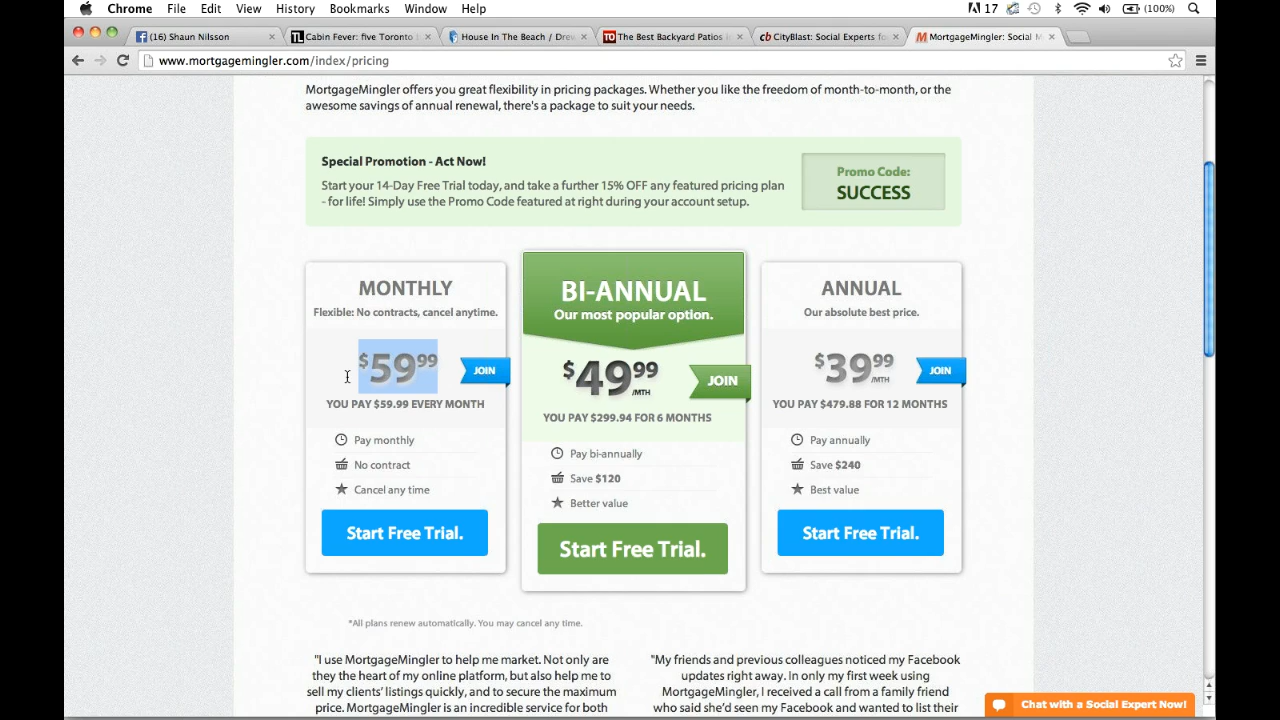 Chrome File Edit View History Bookmarks Window Help 17 (100%)
(16) Shaun Nilsson
Cabin Fever: five Toronto
House In The Beach / Drew
The Best Backyard Patios i
CityBlast: Social Experts fo
MortgageMingler: Social M
www.mortgagemingler.com/index/pricing
MortgageMingler offers you great flexibility in pricing packages. Whether you like the freedom of month-to-month, or the
awesome savings of annual renewal, there's a package to suit your needs.
Special Promotion - Act Now!
Start your 14-Day Free Trial today, and take a further 15% OFF any featured pricing plan
- for life! Simply use the Promo Code featured at right during your account setup.
Promo Code:
SUCCESS
MONTHLY
Flexible: No contracts, cancel anytime.
$59 99
JOIN
YOU PAY $59.99 EVERY MONTH
Pay monthly
No contract
Cancel any time
Start Free Trial.
BI-ANNUAL
Our most popular option.
$49 99 /MTH
JOIN
YOU PAY $299.94 FOR 6 MONTHS
Pay bi-annually
Save $120
Better value
Start Free Trial.
ANNUAL
Our absolute best price.
$39 99 /MTH
JOIN
YOU PAY $479.88 FOR 12 MONTHS
Pay annually
Save $240
Best value
Start Free Trial.
*All plans renew automatically. You may cancel any time.
"I use MortgageMingler to help me market. Not only are
they the heart of my online platform, but also help me to
sell my clients' listings quickly, and to secure the maximum
price. MortgageMingler is an incredible service for both
"My friends and previous colleagues noticed my Facebook
updates right away. In only my first week using
MortgageMingler, I received a call from a family friend
who said she'd seen my Facebook and wanted to list their
Chat with a Social Expert Now!